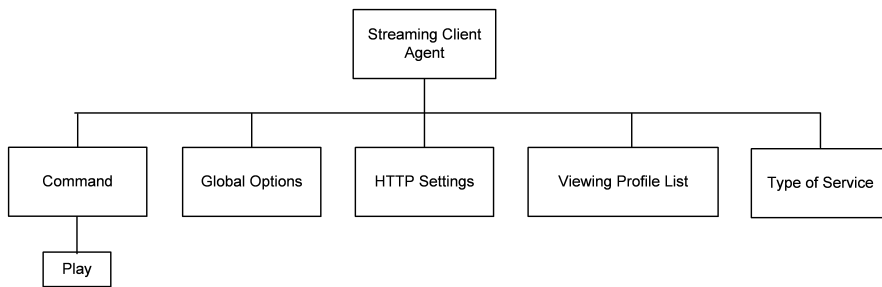 Streaming Client
Agent
Command
Global Options
HTTP Settings
Viewing Profile List
Type of Service
Play